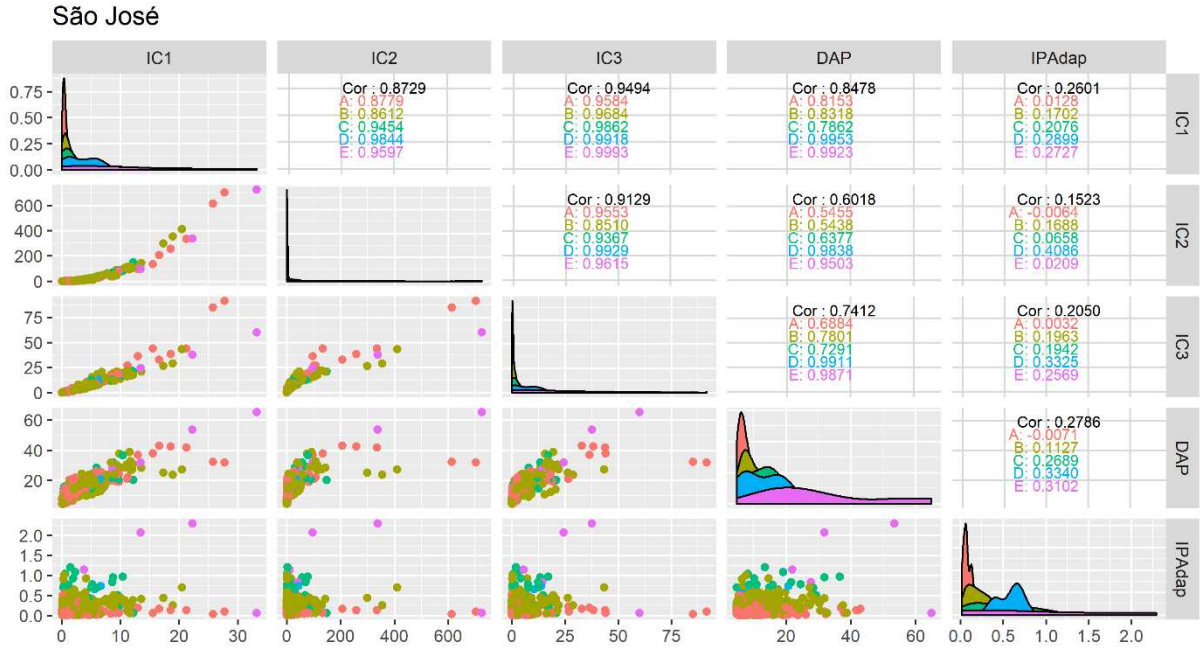 São José
IC1 IC2 IC3 DAP IPAdap
0.75
0.50
0.25
0.00
Cor : 0.8729
A: 0.8779
B: 0.8612
C: 0.9454
D: 0.9844
E: 0.9597
Cor : 0.9494
A: 0.9584
B: 0.9684
C: 0.9862
D: 0.9918
E: 0.9993
Cor : 0.8478
A: 0.8153
B: 0.8318
C: 0.7862
D: 0.9953
E: 0.9923
Cor : 0.2601
A: 0.0128
B: 0.1702
C: 0.2076
D: 0.2899
E: 0.2727
IC1
600
400
200
0
Cor : 0.9129
A: 0.9553
B: 0.8510
C: 0.9367
D: 0.9929
E: 0.9615
Cor : 0.6018
A: 0.5455
B: 0.5438
C: 0.6377
D: 0.9838
E: 0.9503
Cor : 0.1523
A: -0.0064
B: 0.1688
C: 0.0658
D: 0.4086
E: 0.0209
IC2
75
50
25
0
Cor : 0.7412
A: 0.6884
B: 0.7801
C: 0.7291
D: 0.9911
E: 0.9871
Cor : 0.2050
A: 0.0032
B: 0.1963
C: 0.1942
D: 0.3325
E: 0.2569
IC3
60
40
20
Cor : 0.2786
A: -0.0071
B: 0.1127
C: 0.2689
D: 0.3340
E: 0.3102
DAP
2.0
1.5
1.0
0.5
0.0
IPAdap
0 10 20 30 0 200 400 600 0 25 50 75 20 40 60 0.0 0.5 1.0 1.5 2.0